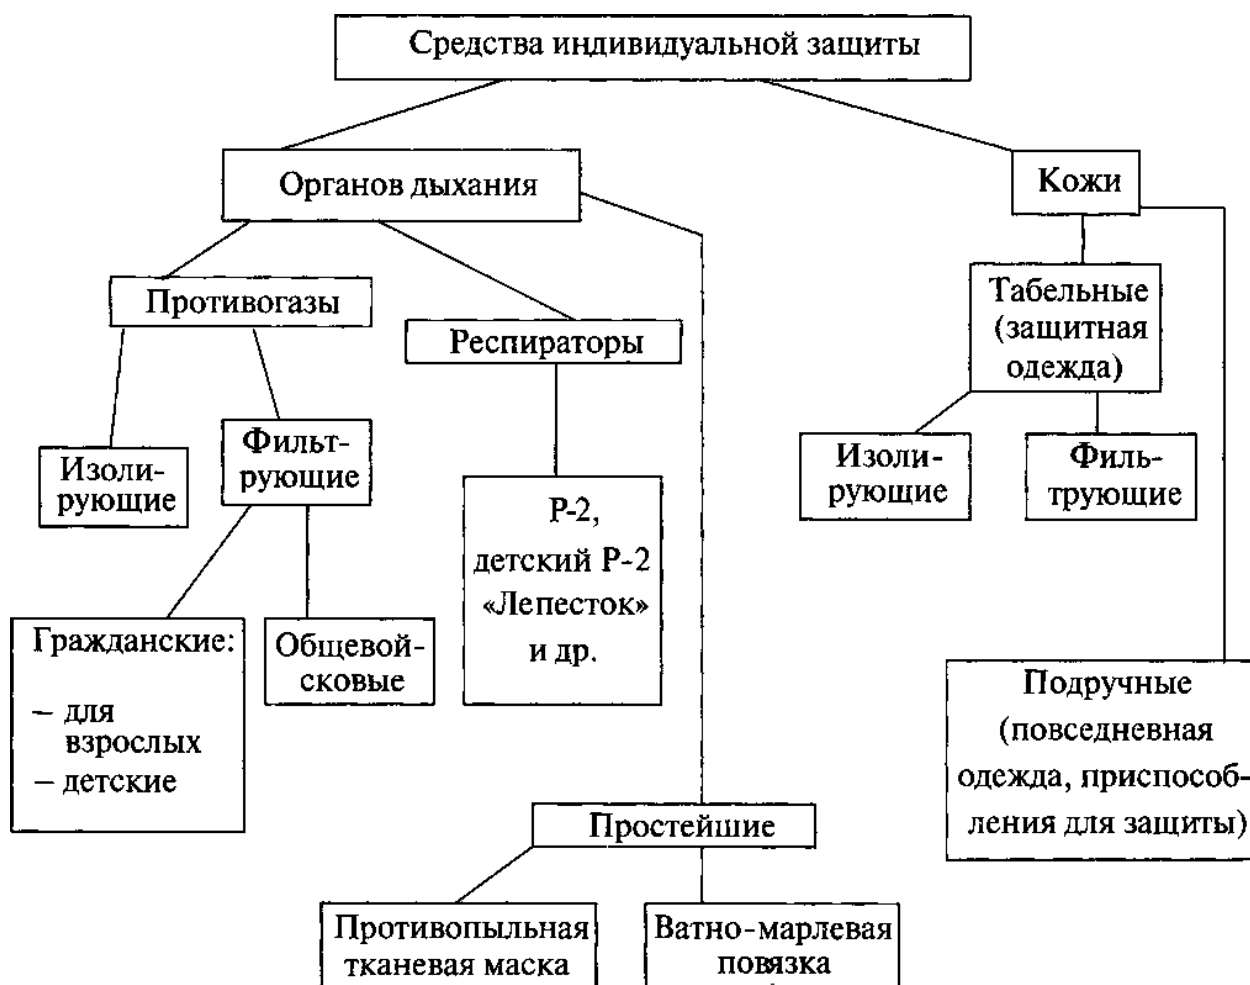 Средства индивидуальной защиты
Органов дыхания
Кожи
Противогазы
Респираторы
Табельные
(защитная
одежда)
Изоли-
рующие
Фильт-
рующие
Изоли-
рующие
Филь-
трующие
Р-2,
детский Р-2
«Лепесток»
и др.
Гражданские:
– для
взрослых
– детские
Общевой-
сковые
Подручные
(повседневная
одежда, приспособ-
ления для защиты)
Простейшие
Противопыльная
тканевая маска
Ватно-марлевая
повязка